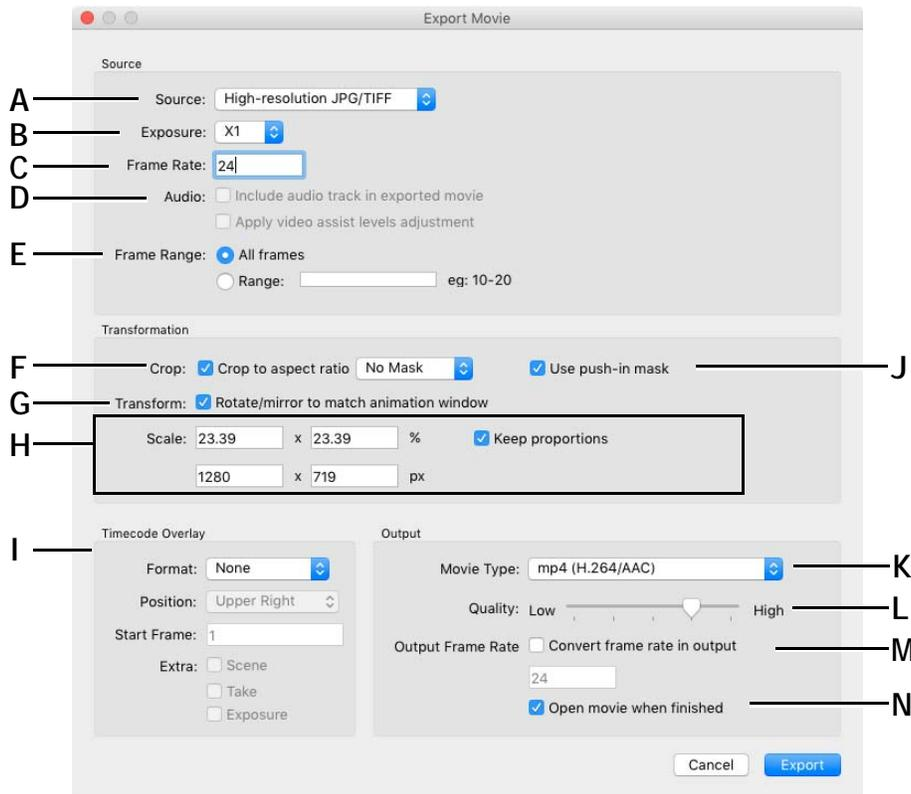 Export Movie
Source
A Source: High-resolution JPG/TIFF
B Exposure: X1
C Frame Rate: 24
D Audio: Include audio track in exported movie
Apply video assist levels adjustment
E Frame Range: All frames
Range: eg: 10-20
Transformation
F Crop: Crop to aspect ratio No Mask Use push-in mask J
G Transform: Rotate/mirror to match animation window
H Scale: 23.39 x 23.39 % Keep proportions
1280 x 719 px
I Timecode Overlay
Format: None
Position: Upper Right
Start Frame: 1
Extra: Scene
Take
Exposure
Output
Movie Type: mp4 (H.264/AAC) K
Quality: Low High L
Output Frame Rate Convert frame rate in output M
24
Open movie when finished N
Cancel Export